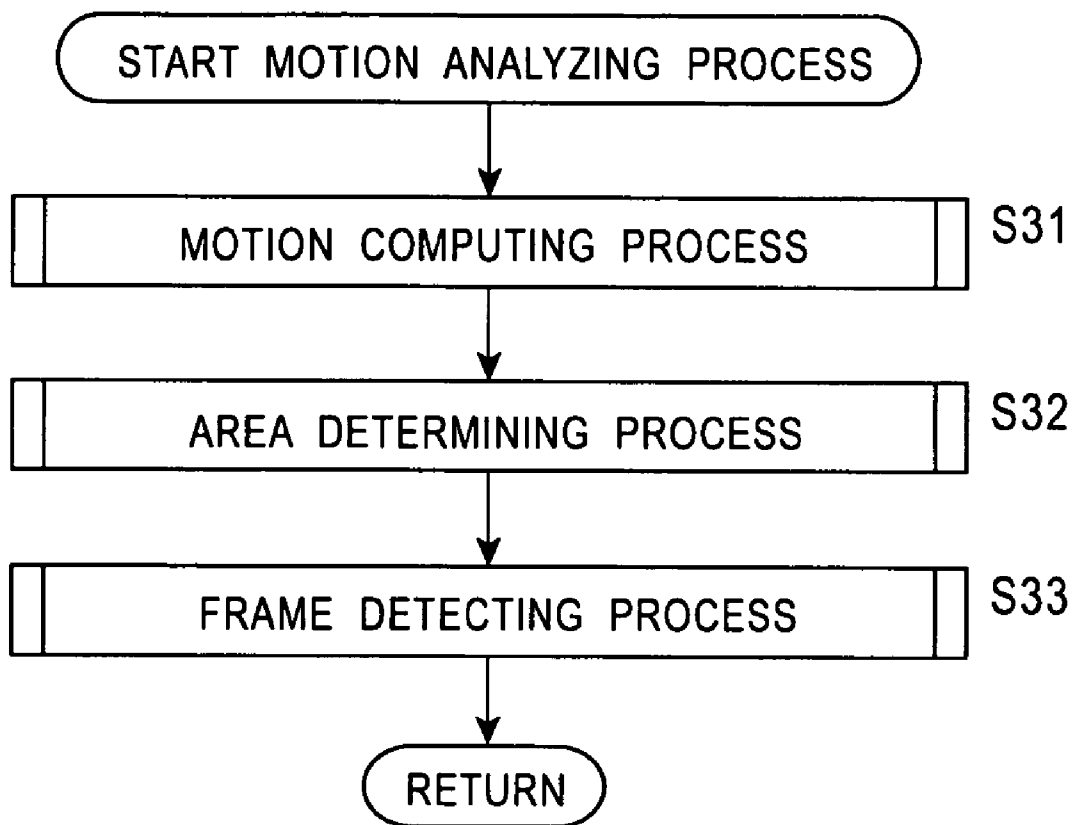 START MOTION ANALYZING PROCESS
MOTION COMPUTING PROCESS
S31
AREA DETERMINING PROCESS
S32
FRAME DETECTING PROCESS
S33
RETURN